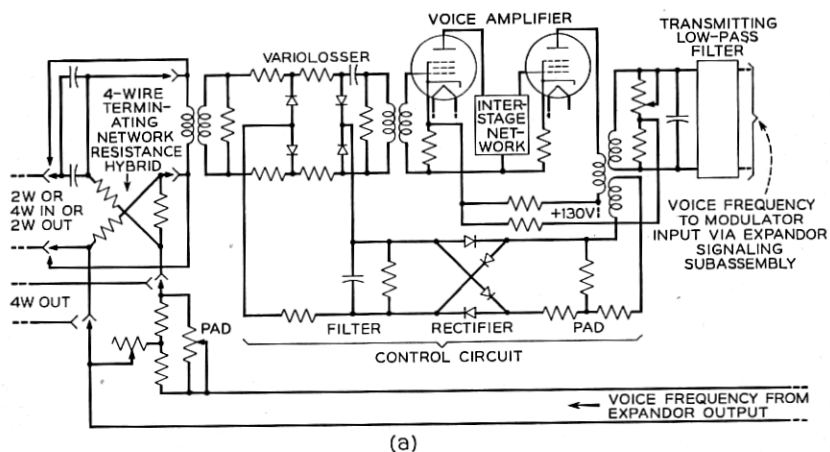 VOICE AMPLIFIER
TRANSMITTING
LOW-PASS
FILTER
VARIOLOSSER
4-WIRE
TERMIN-
ATING
NETWORK
RESISTANCE
HYBRID
INTER-
STAGE NET-
WORK
2W OR
4W IN OR
2W OUT
+130V
VOICE FREQUENCY
TO MODULATOR
INPUT VIA EXPANDOR
SIGNALING
SUBASSEMBLY
4W OUT
PAD
FILTER
RECTIFIER
PAD
CONTROL CIRCUIT
VOICE FREQUENCY FROM
EXPANDOR OUTPUT
(a)